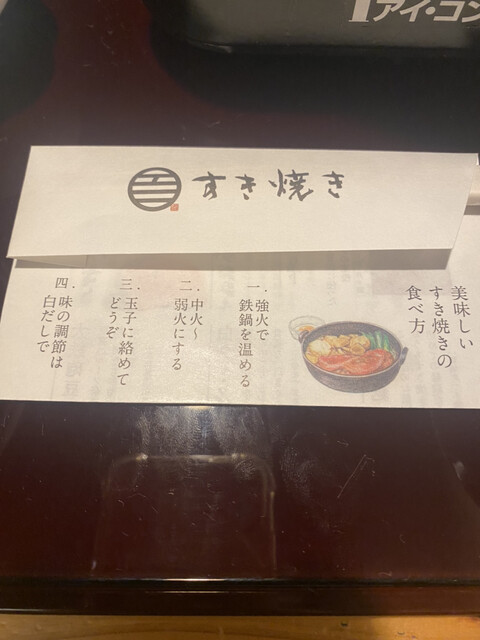 アイ・コン
すき焼き
美味しい
すき焼きの
食べ方
一．強火で
鉄鍋を温める
二．中火～
弱火にする
三．玉子に絡めて
どうぞ
四．味の調節は
白だしで